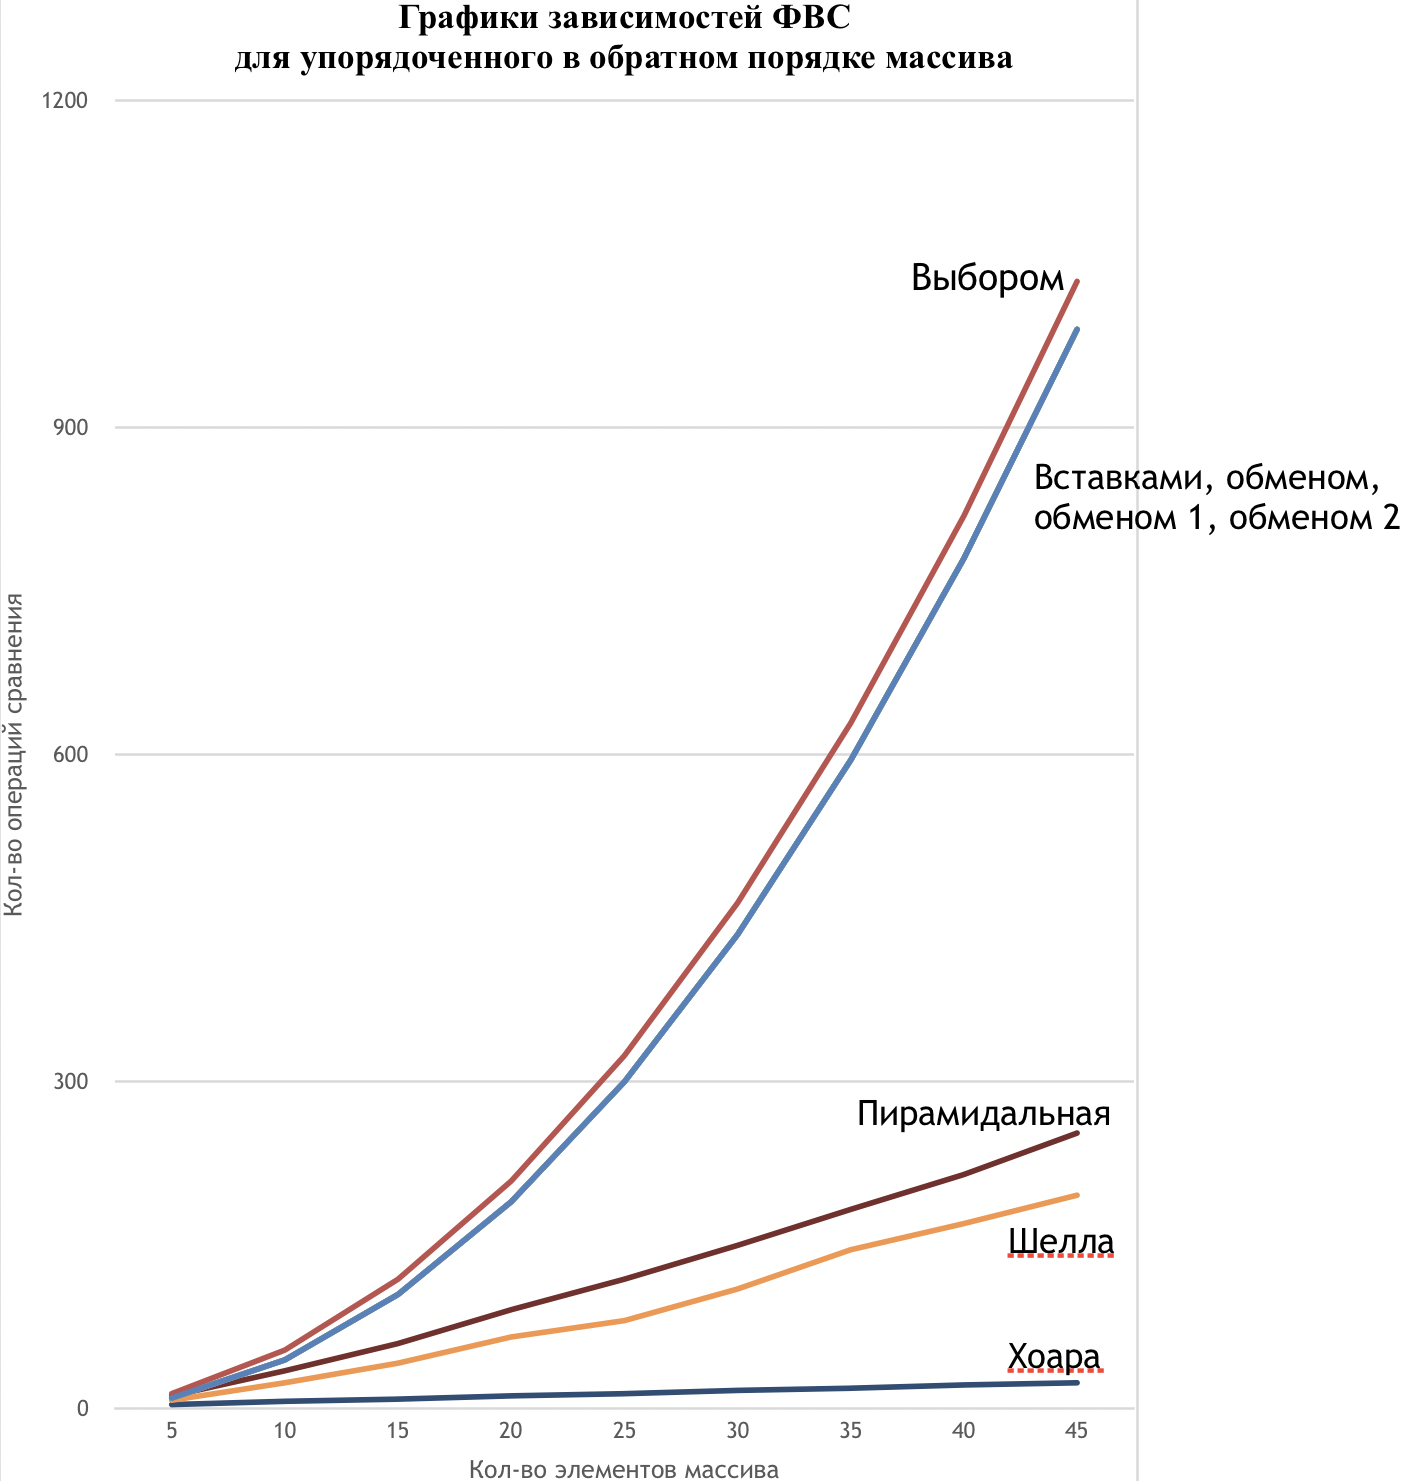 Графики зависимостей ФВС
для упорядоченного в обратном порядке массива
1200
900
600
300
0
Кол-во операций сравнения
Выбором
Вставками, обменом,
обменом 1, обменом 2
Пирамидальная
Шелла
Хоара
5 10 15 20 25 30 35 40 45
Кол-во элементов массива